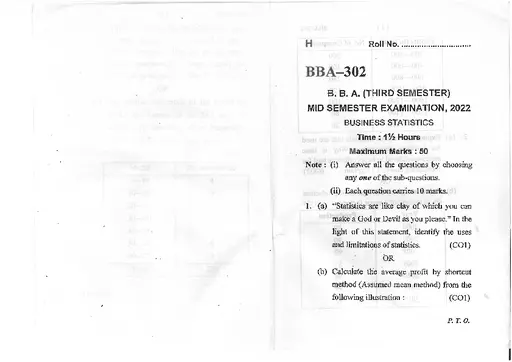 H Roll No. ..............................
BBA–302
B. B. A. (THIRD SEMESTER)
MID SEMESTER EXAMINATION, 2022
BUSINESS STATISTICS
Time : 1½ Hours
Maximum Marks : 50
Note : (i) Answer all the questions by choosing
any one of the sub-questions.
(ii) Each question carries 10 marks.
1. (a) “Statistics are like clay of which you can
make a God or Devil as you please.” In the
light of this statement, identify the uses
and limitations of statistics. (CO1)
OR
(b) Calculate the average profit by shortcut
method (Assumed mean method) from the
following illustration : (CO1)
P. T. O.